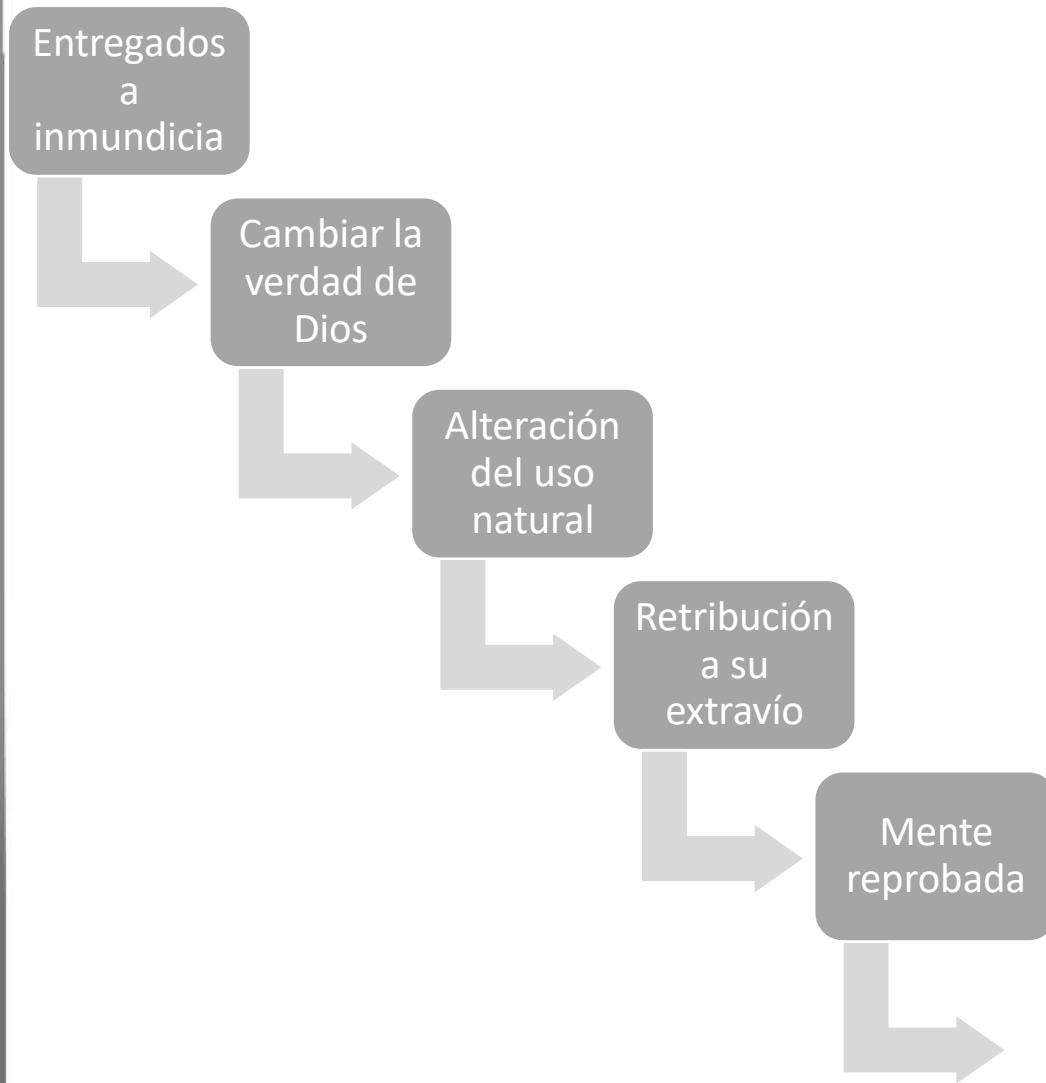 Entregados
a
inmundicia
Cambiar la
verdad de
Dios
Alteración
del uso
natural
Retribución
a su
extravío
Mente
reprobada